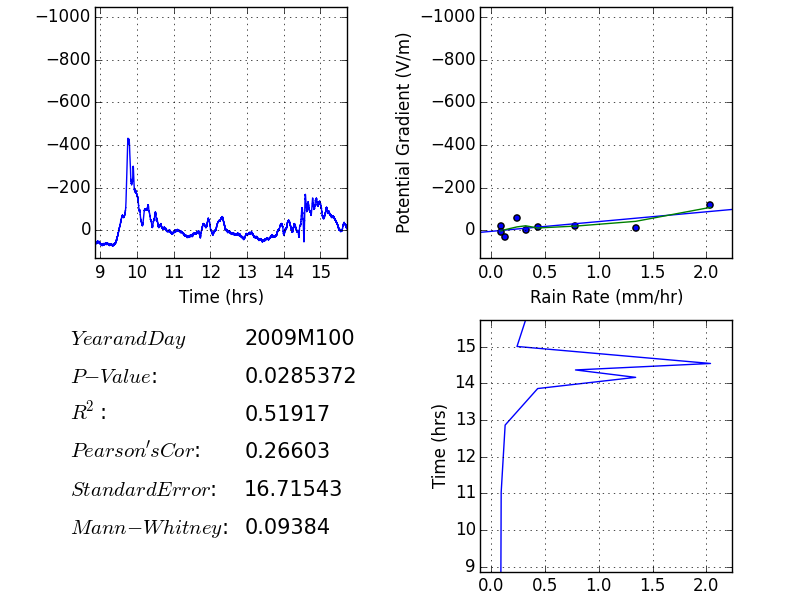 −1000
−800
−600
−400
−200
0
9 10 11 12 13 14 15
Time (hrs)
Potential Gradient (V/m)
−1000
−800
−600
−400
−200
0
0.0 0.5 1.0 1.5 2.0
Rain Rate (mm/hr)
YearandDay 2009M100
P−Value: 0.0285372
R²: 0.51917
Pearson'sCor: 0.26603
StandardError: 16.71543
Mann−Whitney: 0.09384
Time (hrs)
15
14
13
12
11
10
9
0.0 0.5 1.0 1.5 2.0